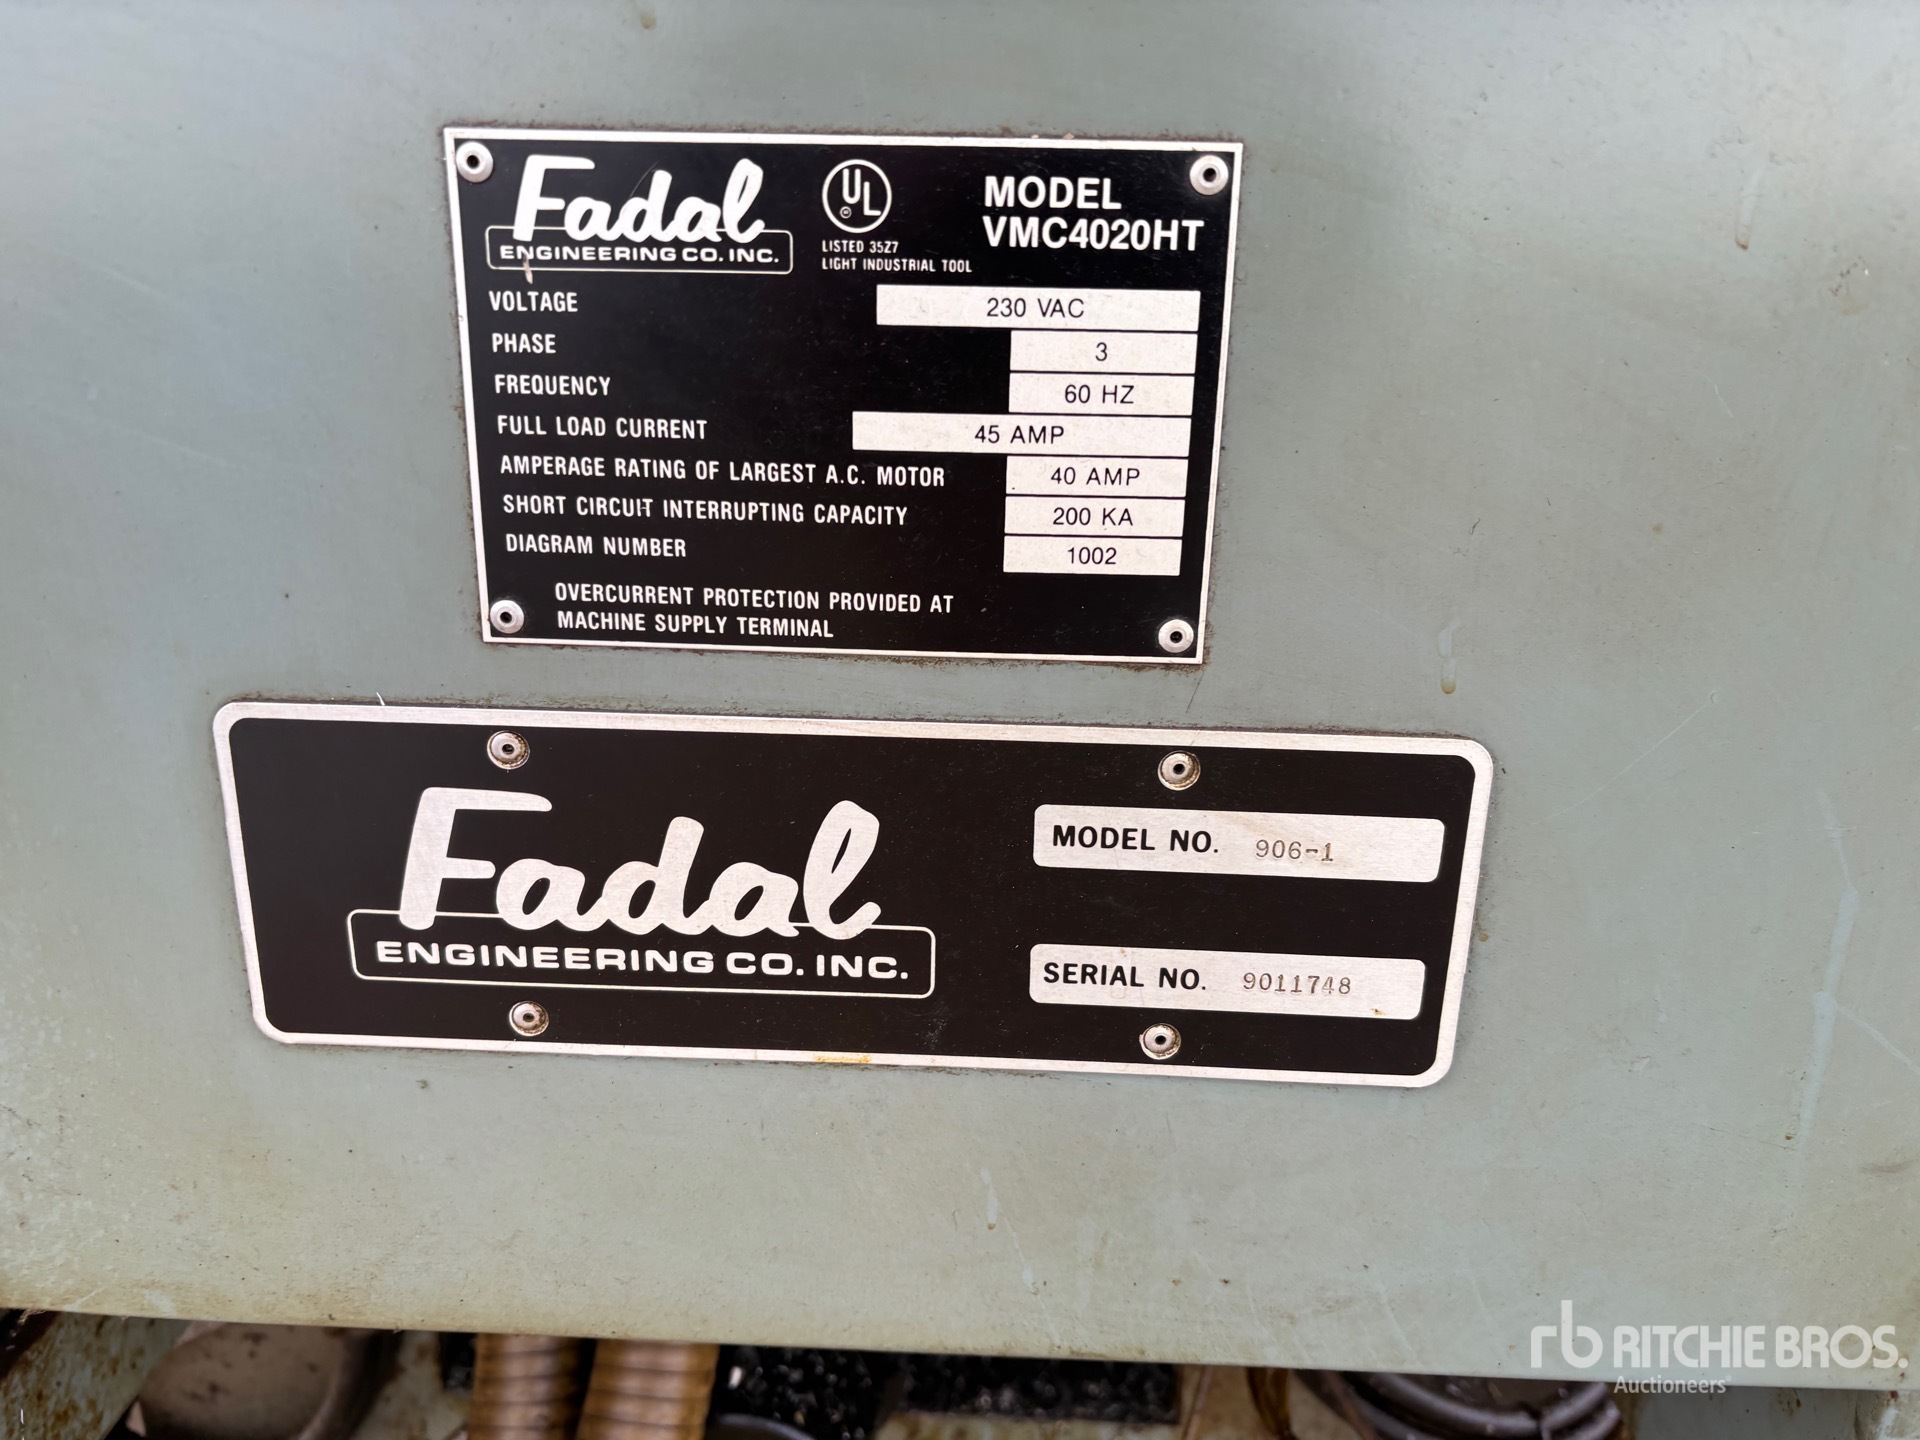 Fadal
ENGINEERING CO. INC.
UL
LISTED 35Z7
LIGHT INDUSTRIAL TOOL
MODEL
VMC4020HT
VOLTAGE 230 VAC
PHASE 3
FREQUENCY 60 HZ
FULL LOAD CURRENT 45 AMP
AMPERAGE RATING OF LARGEST A.C. MOTOR 40 AMP
SHORT CIRCUIT INTERRUPTING CAPACITY 200 KA
DIAGRAM NUMBER 1002
OVERCURRENT PROTECTION PROVIDED AT
MACHINE SUPPLY TERMINAL
Fadal
ENGINEERING CO. INC.
MODEL NO. 906-1
SERIAL NO. 9011748
rb RITCHIE BROS.
Auctioneers